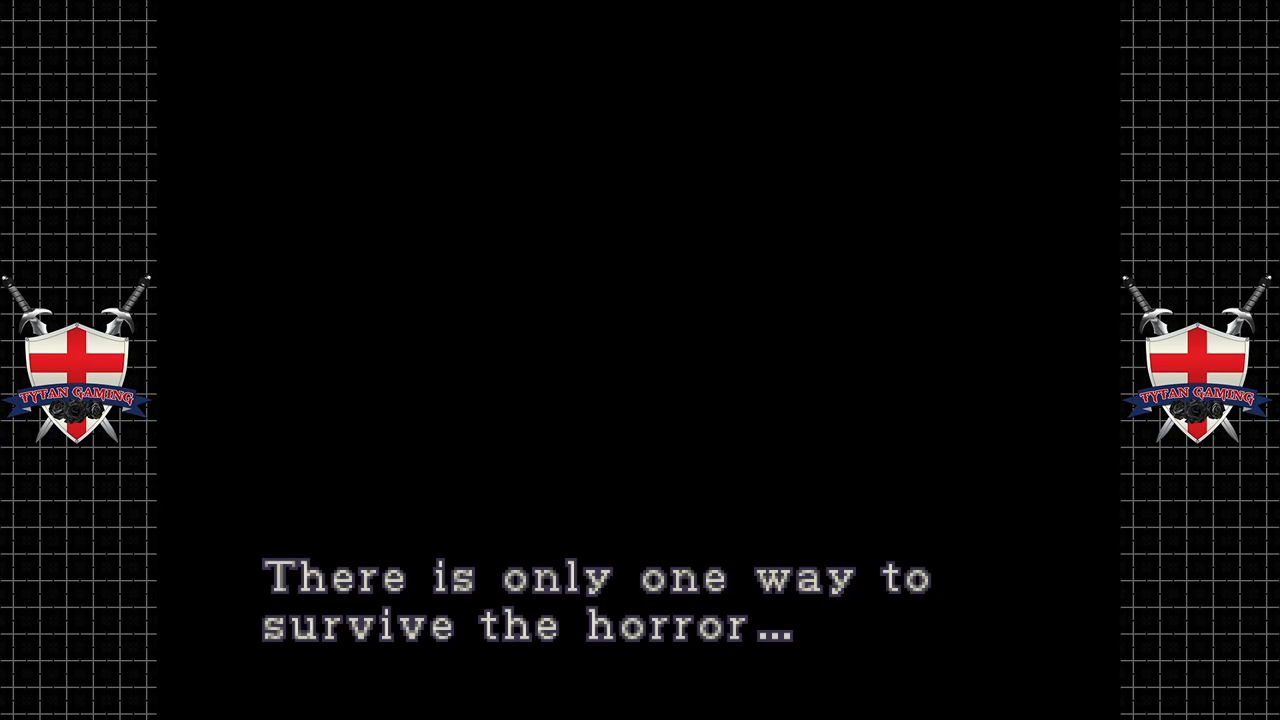 TYTAN GAMING
TYTAN GAMING
There is only one way to
survive the horror…